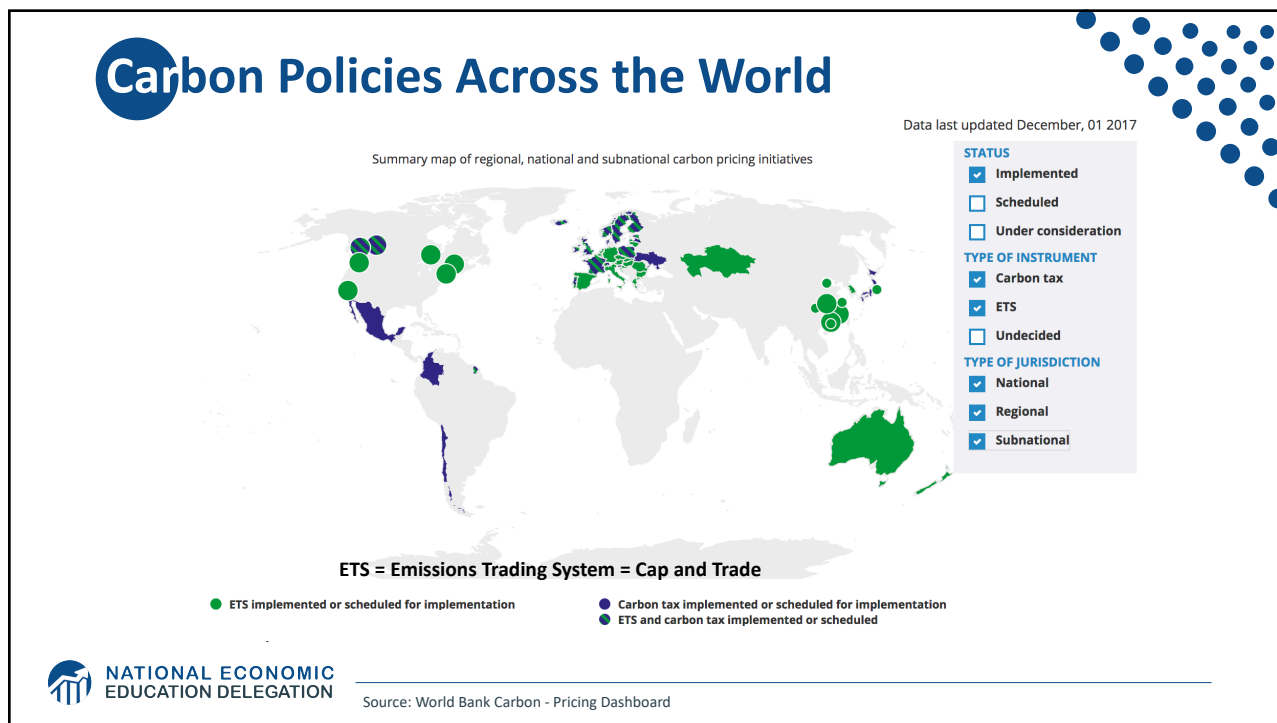 Carbon Policies Across the World
Data last updated December, 01 2017
Summary map of regional, national and subnational carbon pricing initiatives
STATUS
Implemented
Scheduled
Under consideration
TYPE OF INSTRUMENT
Carbon tax
ETS
Undecided
TYPE OF JURISDICTION
National
Regional
Subnational
ETS = Emissions Trading System = Cap and Trade
ETS implemented or scheduled for implementation
Carbon tax implemented or scheduled for implementation
ETS and carbon tax implemented or scheduled
NATIONAL ECONOMIC
EDUCATION DELEGATION
Source: World Bank Carbon - Pricing Dashboard